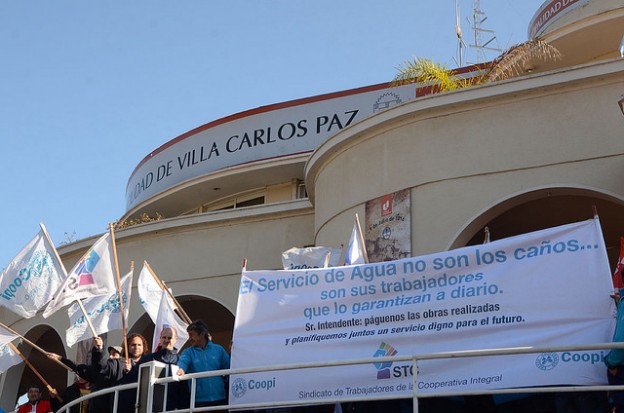 DAD DE VILLA CARLOS PAZ
El Servicio de Agua no son los caños...
son sus trabajadores
que lo garantizan a diario.
Sr. Intendente: páguenos las obras realizadas
y planifiquemos juntos un servicio digno para el futuro.
Coopi
STC
Coopi
Sindicato de Trabajadores de la Cooperativa Integral
Coopi
STC